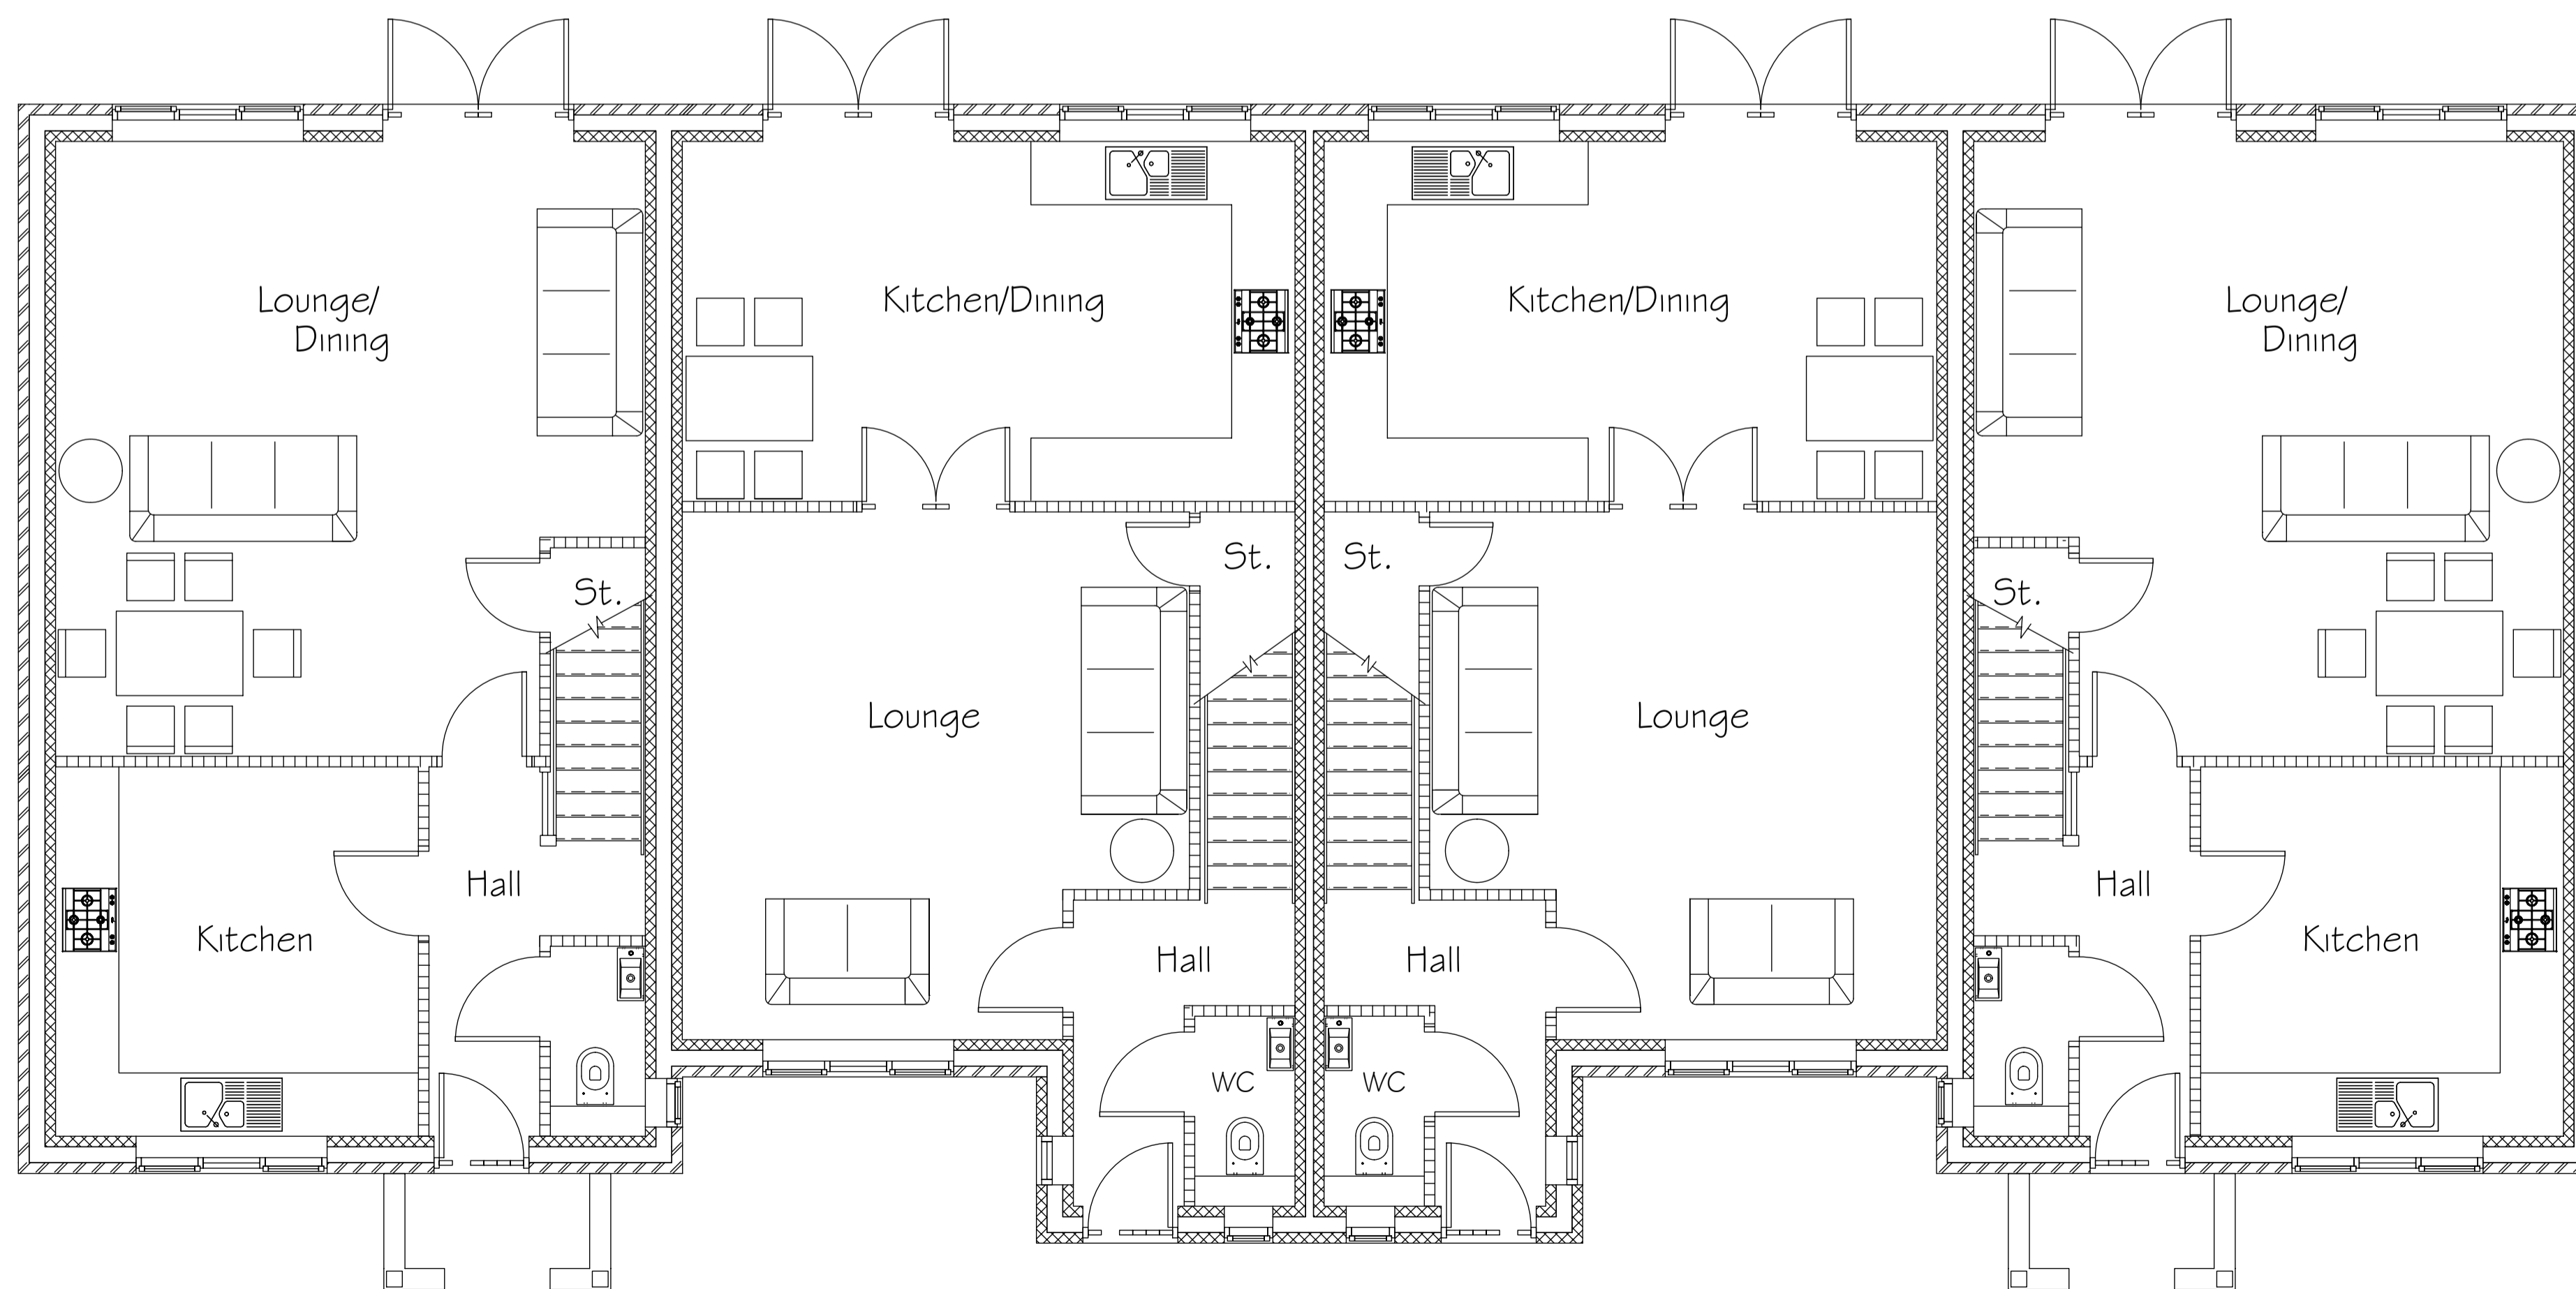 Lounge/
Dining
Kitchen/Dining
Kitchen/Dining
Lounge/
Dining
St.
St.
St.
St.
Lounge
Lounge
Hall
Hall
Kitchen
Kitchen
Hall
Hall
WC
WC